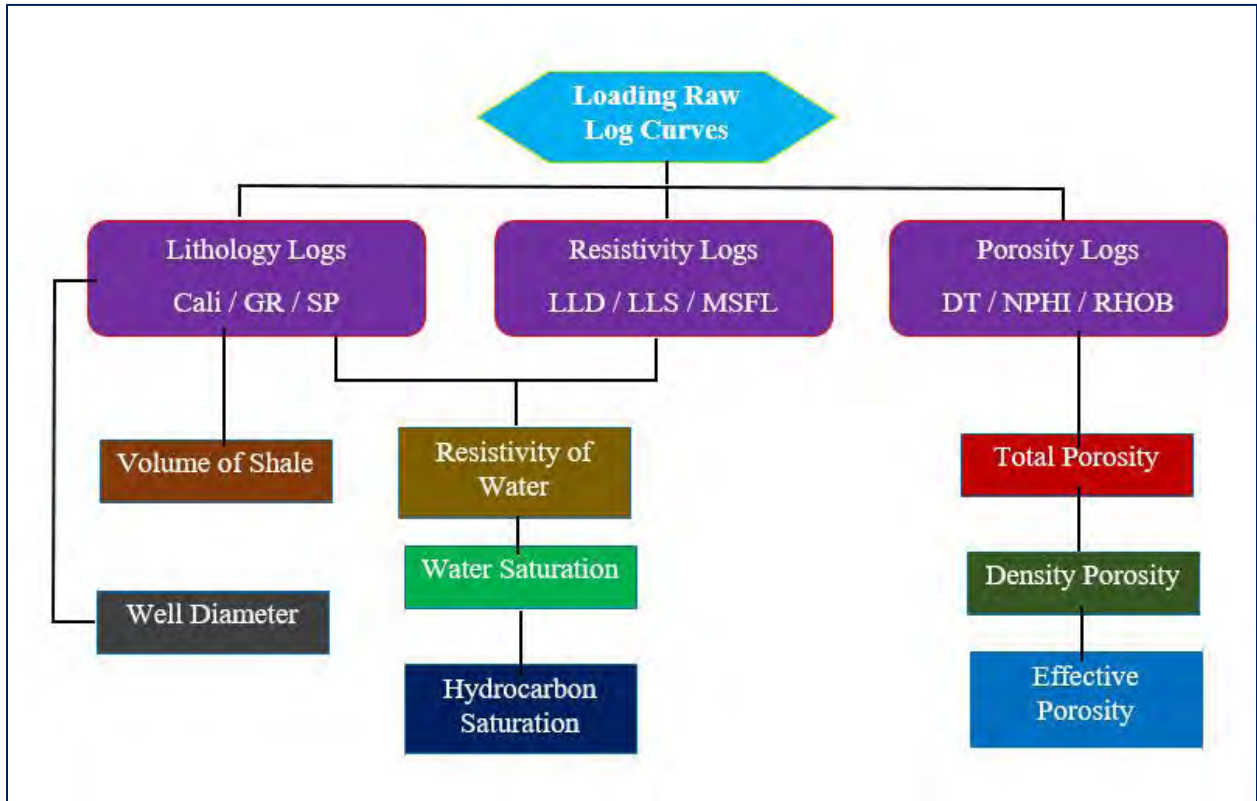 Loading Raw
Log Curves
Lithology Logs
Cali / GR / SP
Resistivity Logs
LLD / LLS / MSFL
Porosity Logs
DT / NPHI / RHOB
Volume of Shale
Resistivity of
Water
Total Porosity
Water Saturation
Density Porosity
Well Diameter
Hydrocarbon
Saturation
Effective
Porosity